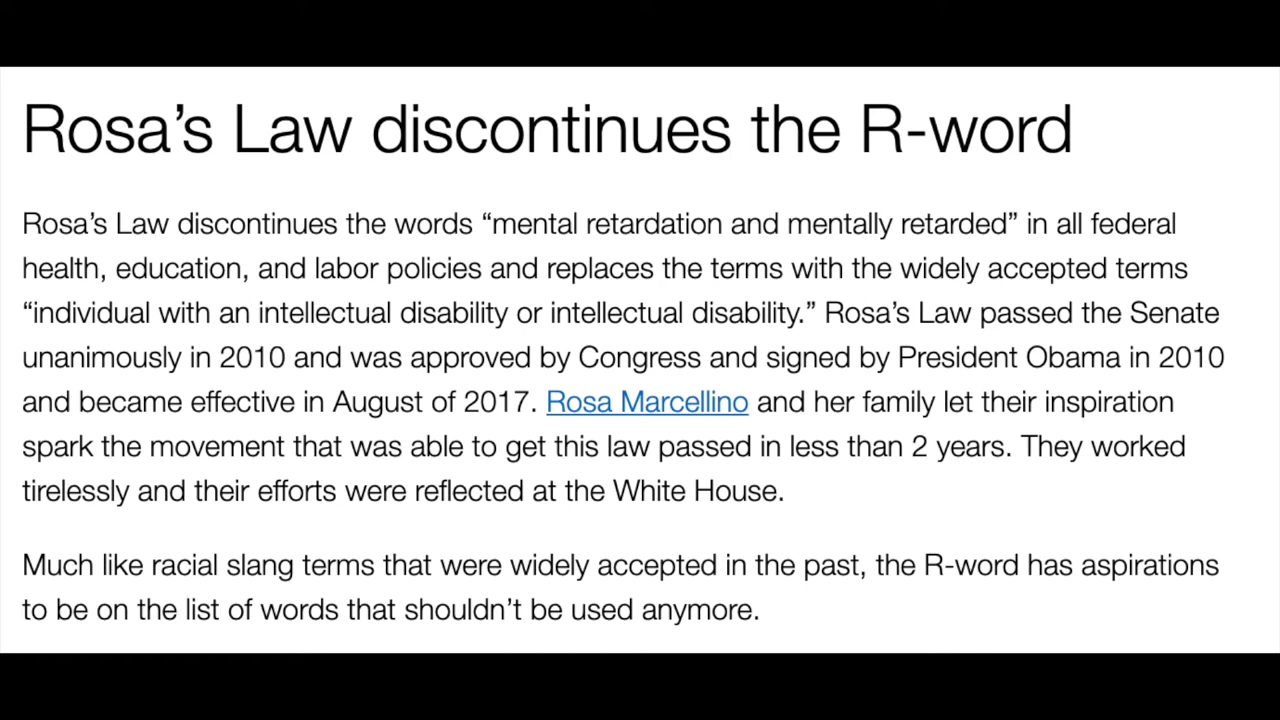 Rosa’s Law discontinues the R-word
Rosa’s Law discontinues the words “mental retardation and mentally retarded” in all federal
health, education, and labor policies and replaces the terms with the widely accepted terms
“individual with an intellectual disability or intellectual disability.” Rosa’s Law passed the Senate
unanimously in 2010 and was approved by Congress and signed by President Obama in 2010
and became effective in August of 2017. Rosa Marcellino and her family let their inspiration
spark the movement that was able to get this law passed in less than 2 years. They worked
tirelessly and their efforts were reflected at the White House.
Much like racial slang terms that were widely accepted in the past, the R-word has aspirations
to be on the list of words that shouldn’t be used anymore.